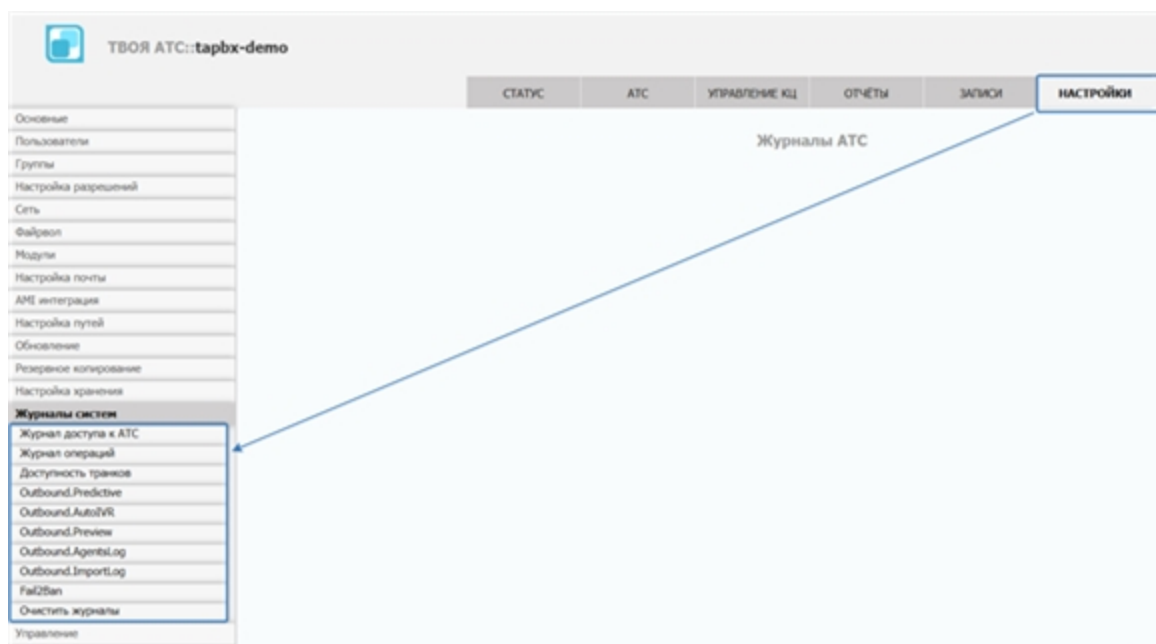 ТВОЯ АТС::tapbx-demo
СТАТУС АТС УПРАВЛЕНИЕ КЦ ОТЧЁТЫ ЗАПИСИ НАСТРОЙКИ
Журналы АТС
Основные
Пользователи
Группы
Настройка разрешений
Сеть
Файрвол
Модули
Настройка почты
AMI интеграция
Настройка путей
Обновление
Резервное копирование
Настройка хранения
Журналы систем
Журнал доступа к АТС
Журнал операций
Доступность транков
Outbound.Predictive
Outbound.AutoIVR
Outbound.Preview
Outbound.AgentsLog
Outbound.ImportLog
Fail2Ban
Очистить журналы
Управление